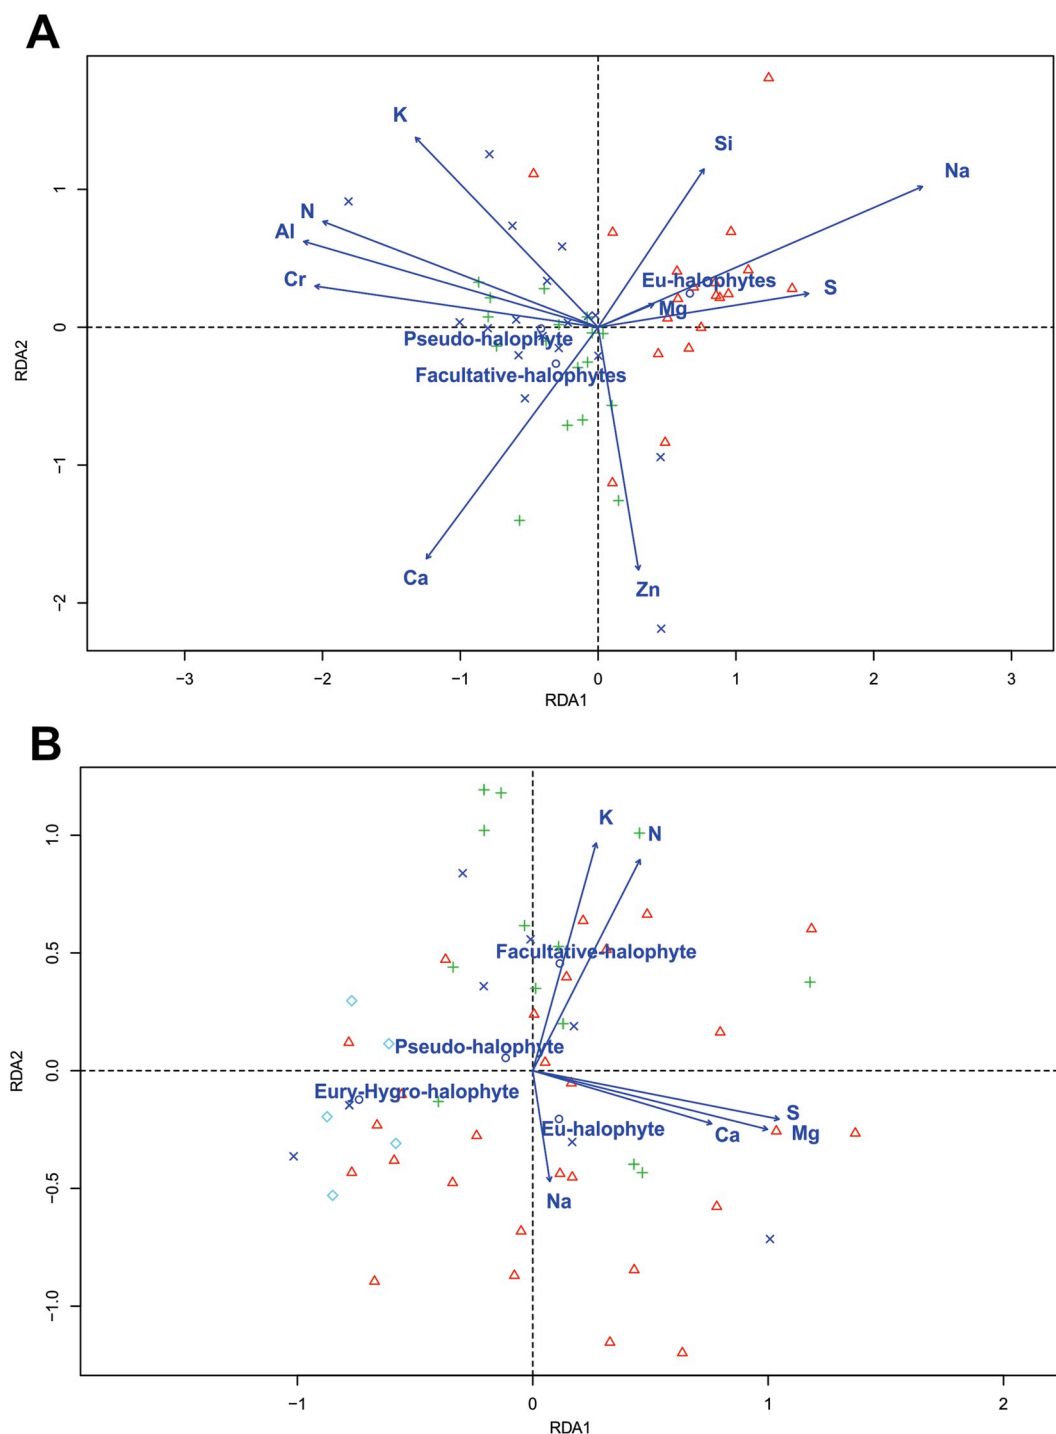 A
K
Si
Na
N
Al
Cr
Eu-halophytes
S
Mg
Pseudo-halophyte
Facultative-halophytes
Ca
Zn
1
0
−1
−2
RDA2
−3 −2 −1 0 1 2 3
RDA1
B
K
N
Facultative-halophyte
Pseudo-halophyte
Eury-Hygro-halophyte
S
Eu-halophyte
Ca
Mg
Na
1.0
0.5
0.0
−0.5
−1.0
RDA2
−1 0 1 2
RDA1